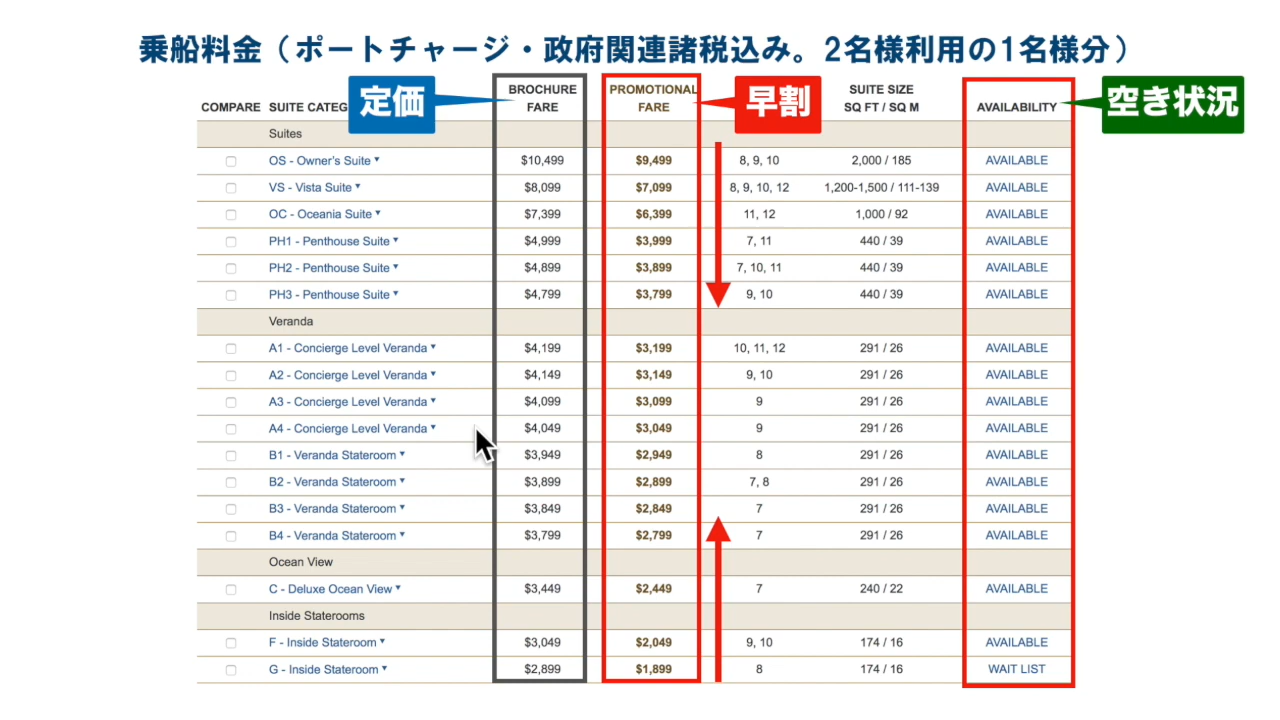 乗船料金（ポートチャージ・政府関連諸税込み。2名様利用の1名様分）
定価
早割
空き状況
COMPARE SUITE CATEG BROCHURE FARE PROMOTIONAL FARE SUITE SIZE SQ FT / SQ M AVAILABILITY
Suites
OS - Owner's Suite $10,499 $9,499 8, 9, 10 2,000 / 185 AVAILABLE
VS - Vista Suite $8,099 $7,099 8, 9, 10, 12 1,200-1,500 / 111-139 AVAILABLE
OC - Oceania Suite $7,399 $6,399 11, 12 1,000 / 92 AVAILABLE
PH1 - Penthouse Suite $4,999 $3,999 7, 11 440 / 39 AVAILABLE
PH2 - Penthouse Suite $4,899 $3,899 7, 10, 11 440 / 39 AVAILABLE
PH3 - Penthouse Suite $4,799 $3,799 9, 10 440 / 39 AVAILABLE
Veranda
A1 - Concierge Level Veranda $4,199 $3,199 10, 11, 12 291 / 26 AVAILABLE
A2 - Concierge Level Veranda $4,149 $3,149 9, 10 291 / 26 AVAILABLE
A3 - Concierge Level Veranda $4,099 $3,099 9 291 / 26 AVAILABLE
A4 - Concierge Level Veranda $4,049 $3,049 9 291 / 26 AVAILABLE
B1 - Veranda Stateroom $3,949 $2,949 8 291 / 26 AVAILABLE
B2 - Veranda Stateroom $3,899 $2,899 7, 8 291 / 26 AVAILABLE
B3 - Veranda Stateroom $3,849 $2,849 7 291 / 26 AVAILABLE
B4 - Veranda Stateroom $3,799 $2,799 7 291 / 26 AVAILABLE
Ocean View
C - Deluxe Ocean View $3,449 $2,449 7 240 / 22 AVAILABLE
Inside Staterooms
F - Inside Stateroom $3,049 $2,049 9, 10 174 / 16 AVAILABLE
G - Inside Stateroom $2,899 $1,899 8 174 / 16 WAIT LIST